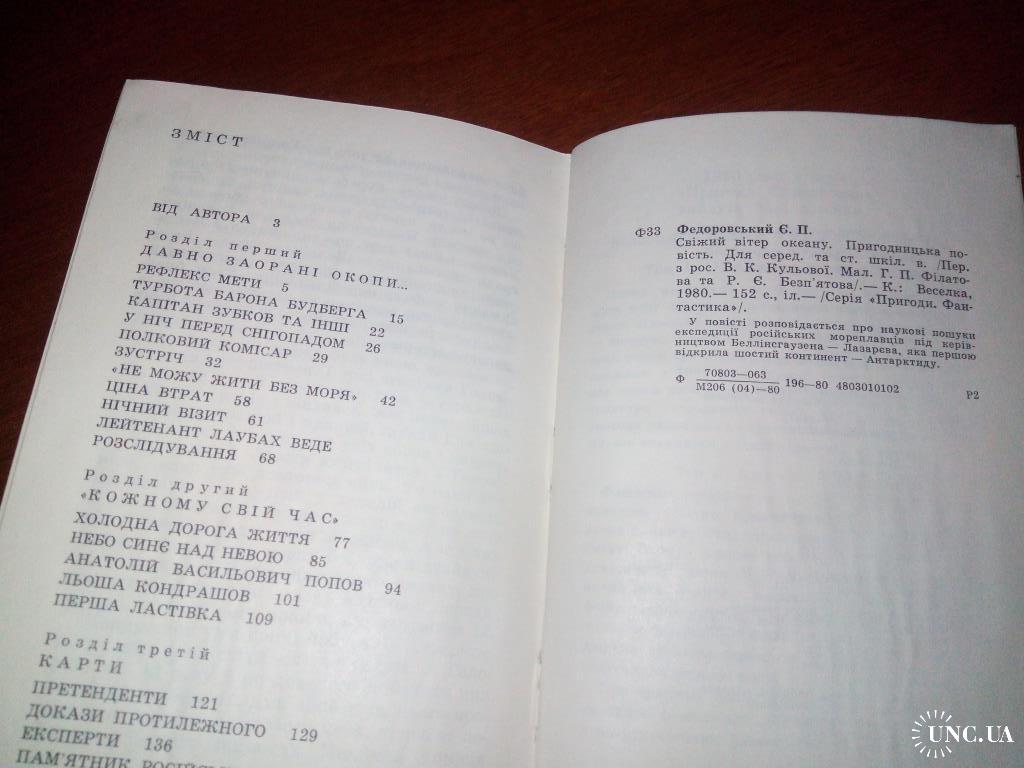 ЗМІСТ
ВІД АВТОРА 3
Розділ перший
ДАВНО ЗАОРАНІ ОКОПИ...
РЕФЛЕКС МЕТИ 5
ТУРБОТА БАРОНА БУДБЕРГА 15
КАПІТАН ЗУБКОВ ТА ІНШІ 22
У НІЧ ПЕРЕД СНІГОПАДОМ 26
ПОЛКОВИЙ КОМІСАР 29
ЗУСТРІЧ 32
«НЕ МОЖУ ЖИТИ БЕЗ МОРЯ» 42
ЦІНА ВТРАТ 58
НІЧНИЙ ВІЗИТ 61
ЛЕЙТЕНАНТ ЛАУБАХ ВЕДЕ
РОЗСЛІДУВАННЯ 68
Розділ другий
«КОЖНОМУ СВІЙ ЧАС»
ХОЛОДНА ДОРОГА ЖИТТЯ 77
НЕБО СИНЄ НАД НЕВОЮ 85
АНАТОЛІЙ ВАСИЛЬОВИЧ ПОПОВ 94
ЛЬОША КОНДРАШОВ 101
ПЕРША ЛАСТІВКА 109
Розділ третій
КАРТИ
ПРЕТЕНДЕНТИ 121
ДОКАЗИ ПРОТИЛЕЖНОГО 129
ЕКСПЕРТИ 136
ПАМ'ЯТНИК
Ф33 Федоровський Є. П.
Свіжий вітер океану. Пригодницька по-
вість. Для серед. та ст. шкіл. в. /Пер.
з рос. В. К. Кульової. Мал. Г. П. Філато-
ва та Р. Є. Безп'ятова/.— К.: Веселка,
1980.— 152 с., іл.— /Серія «Пригоди. Фан-
тастика»/.
У повісті розповідається про наукові пошуки
експедиції російських мореплавців під керів-
ництвом Беллінсгаузена — Лазарєва, яка першою
відкрила шостий континент — Антарктиду.
Ф 70803—063
М206 (04)—80 196—80 4803010102 Р2
UNC.UA